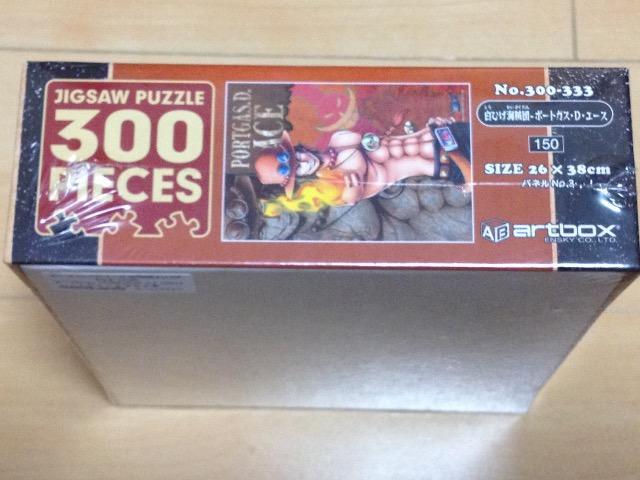 JIGSAW PUZZLE
300
PIECES
PORTGAS.D.
ACE
No.300-333
白ひげ海賊団・ポートガス・D・エース
150
SIZE 26×38cm
パネルNo.3
AB artbox
ENSKY CO., LTD.